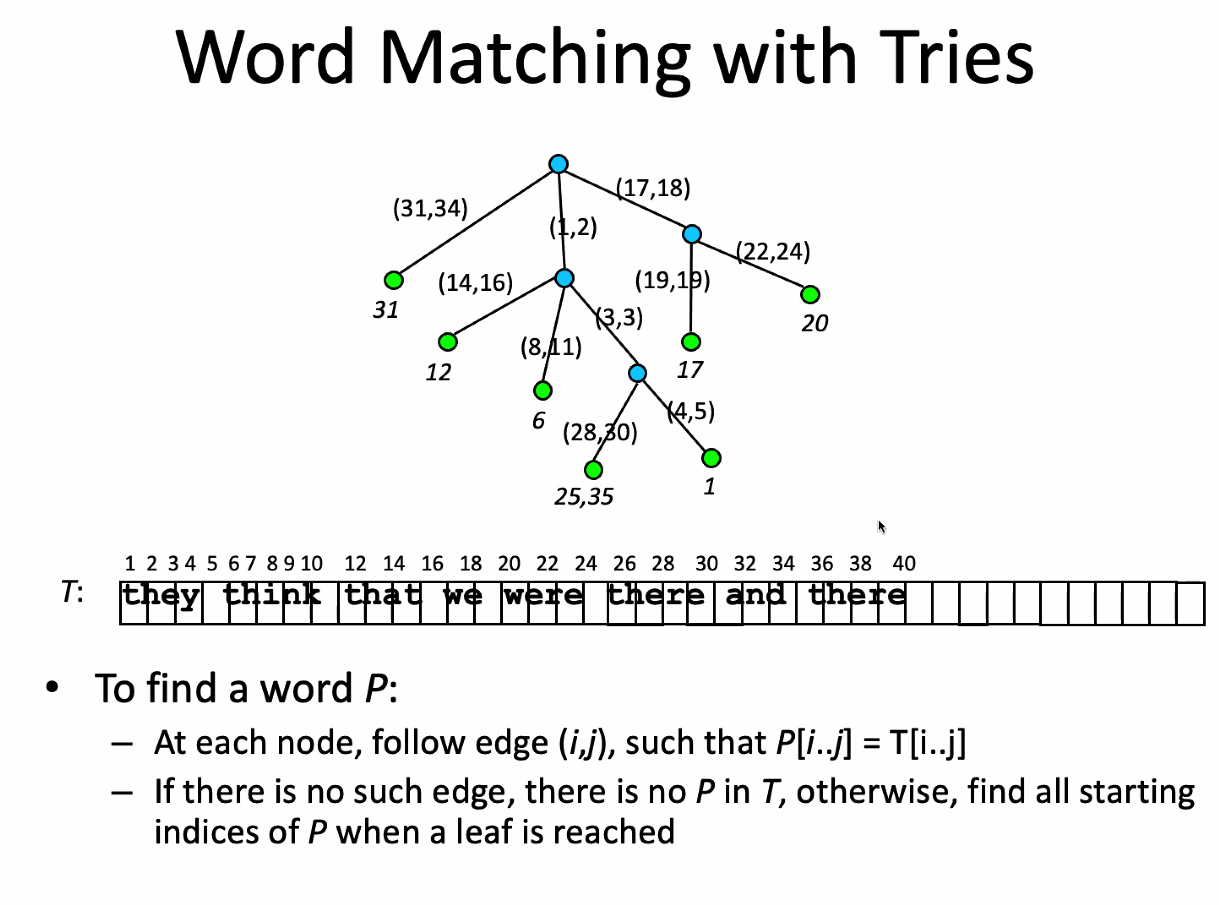 Word Matching with Tries
(17,18)
(31,34)
(1,2)
(22,24)
(14,16)
(19,19)
31
(3,3)
20
(8,11)
12
17
(4,5)
6
(28,30)
1
25,35
1 2 3 4 5 6 7 8 9 10 12 14 16 18 20 22 24 26 28 30 32 34 36 38 40
T: they think that we were there and there
• To find a word P:
– At each node, follow edge (i,j), such that P[i..j] = T[i..j]
– If there is no such edge, there is no P in T, otherwise, find all starting
indices of P when a leaf is reached